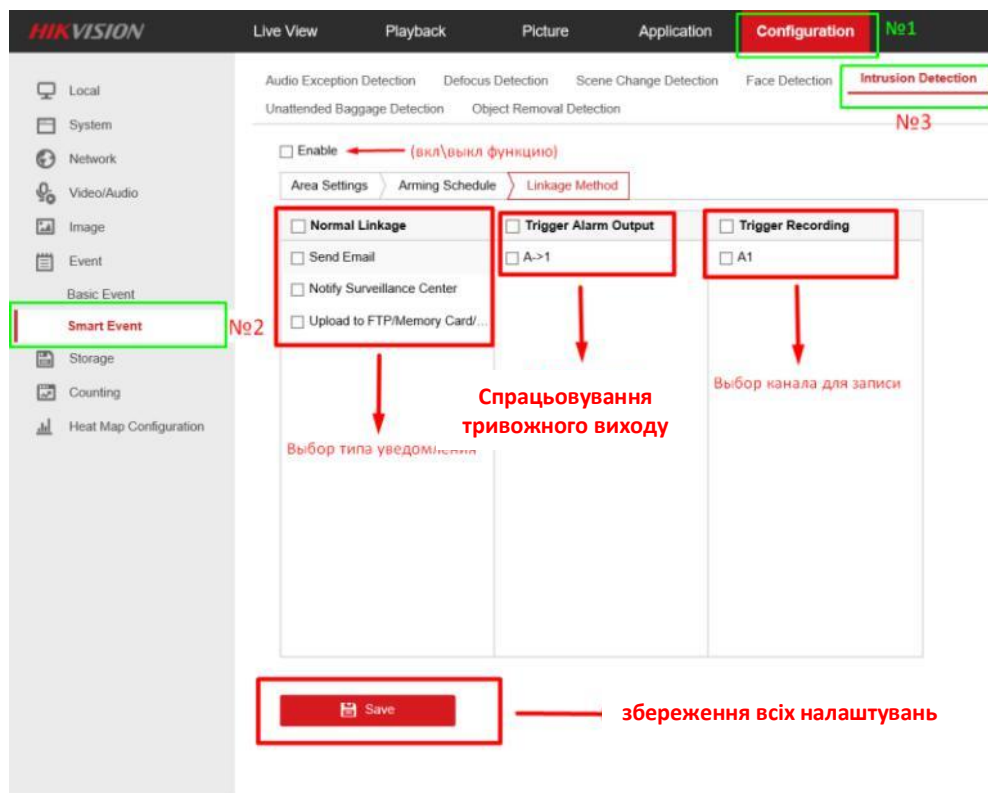 HIKVISION
Live View Playback Picture Application Configuration №1
Local
System
Network
Video/Audio
Image
Event
Basic Event
Smart Event
№2
Storage
Counting
Heat Map Configuration
Audio Exception Detection Defocus Detection Scene Change Detection Face Detection Intrusion Detection
Unattended Baggage Detection Object Removal Detection
№3
Enable (вкл\выкл функцию)
Area Settings Arming Schedule Linkage Method
Normal Linkage Trigger Alarm Output Trigger Recording
Send Email A->1 A1
Notify Surveillance Center
Upload to FTP/Memory Card/...
Выбор канала для записи
Спрацьовування
тривожного виходу
Выбор типа уведомления
Save
збереження всіх налаштувань